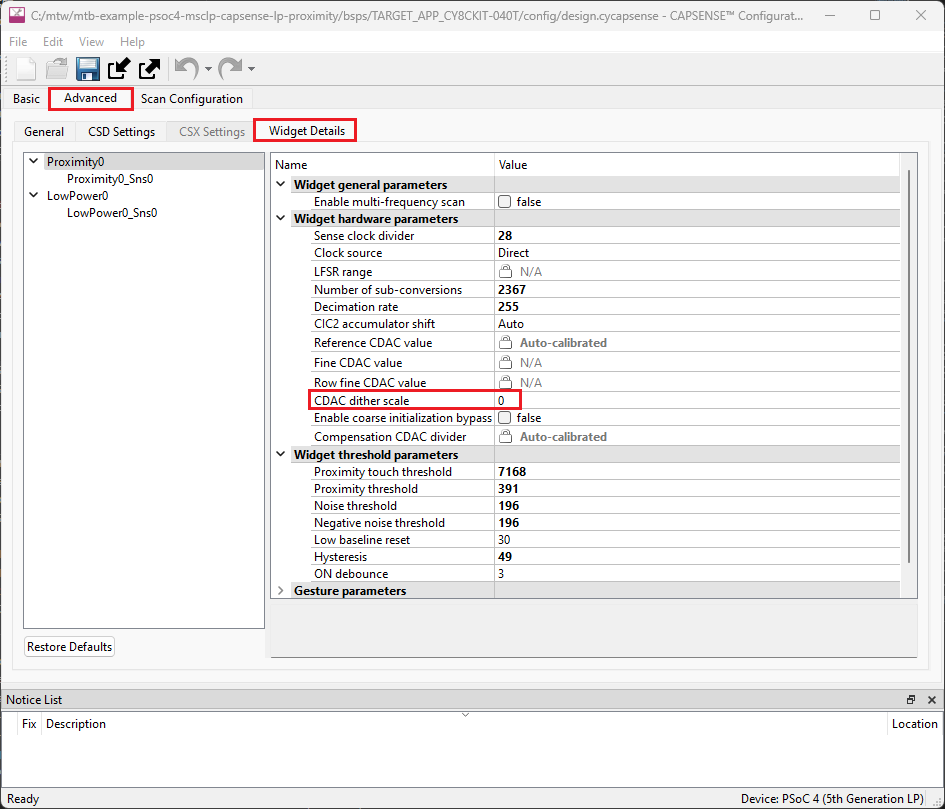 C:/mtw/mtb-example-psoc4-msclp-capsense-lp-proximity/bsps/TARGET_APP_CY8CKIT-040T/config/design.cycapsense - CAPSENSE™ Configurat...
File Edit View Help
Basic Advanced Scan Configuration
General CSD Settings CSX Settings Widget Details
Proximity0
Proximity0_Sns0
LowPower0
LowPower0_Sns0
Name Value
Widget general parameters
Enable multi-frequency scan false
Widget hardware parameters
Sense clock divider 28
Clock source Direct
LFSR range N/A
Number of sub-conversions 2367
Decimation rate 255
CIC2 accumulator shift Auto
Reference CDAC value Auto-calibrated
Fine CDAC value N/A
Row fine CDAC value N/A
CDAC dither scale 0
Enable coarse initialization bypass false
Compensation CDAC divider Auto-calibrated
Widget threshold parameters
Proximity touch threshold 7168
Proximity threshold 391
Noise threshold 196
Negative noise threshold 196
Low baseline reset 30
Hysteresis 49
ON debounce 3
Gesture parameters
Restore Defaults
Notice List
Fix Description Location
Ready Device: PSoC 4 (5th Generation LP)